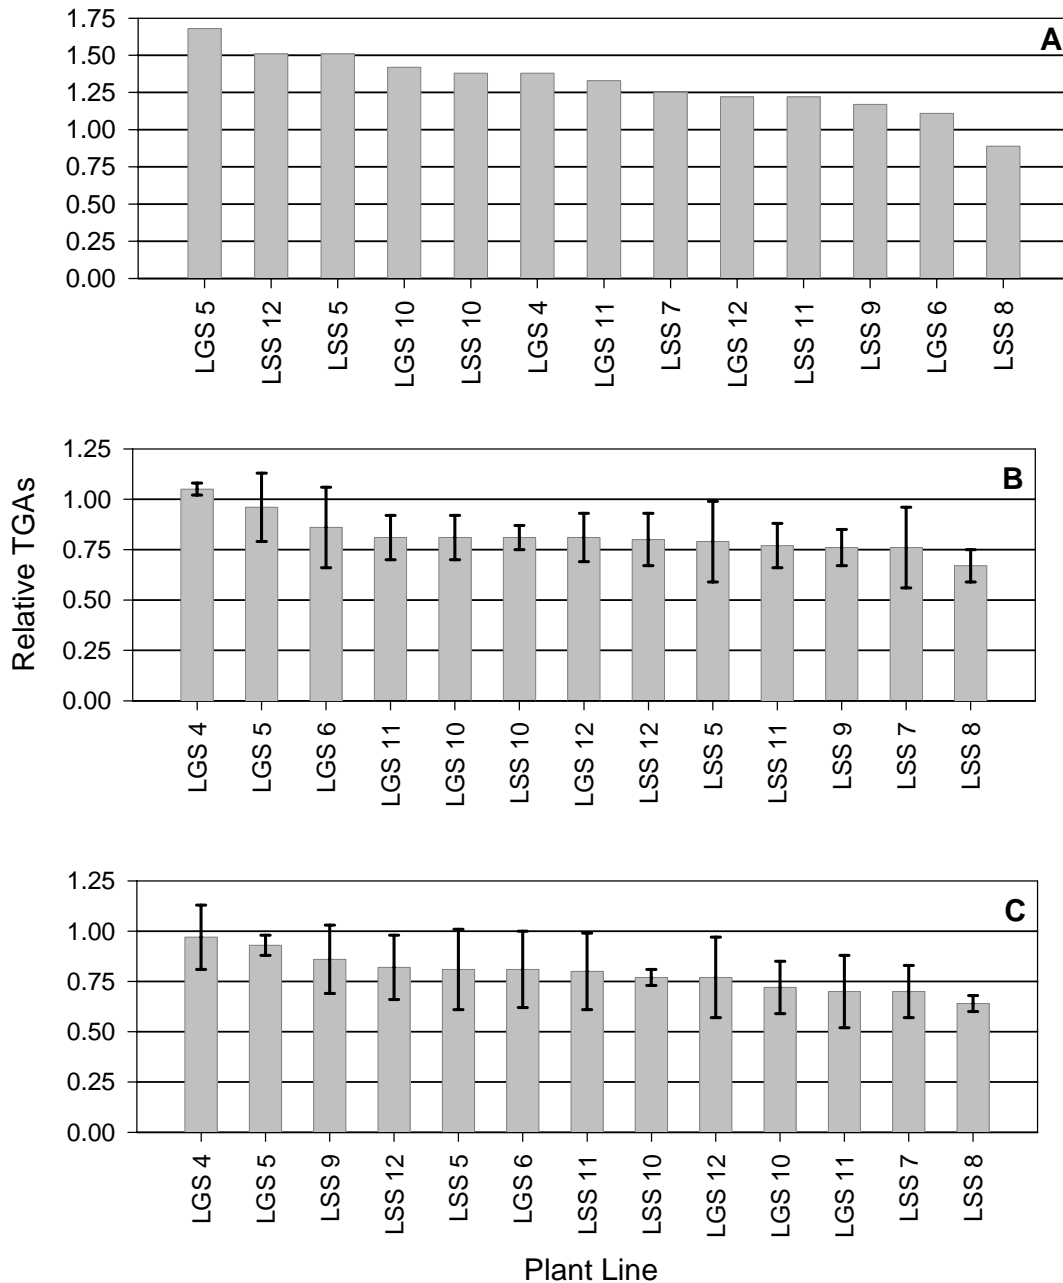 A
1.75
1.50
1.25
1.00
0.75
0.50
0.25
0.00
LGS 5
LSS 12
LSS 5
LGS 10
LSS 10
LGS 4
LGS 11
LSS 7
LGS 12
LSS 11
LSS 9
LGS 6
LSS 8
Relative TGAs
B
1.25
1.00
0.75
0.50
0.25
0.00
LGS 4
LGS 5
LGS 6
LGS 11
LGS 10
LSS 10
LGS 12
LSS 12
LSS 5
LSS 11
LSS 9
LSS 7
LSS 8
C
1.25
1.00
0.75
0.50
0.25
0.00
LGS 4
LGS 5
LSS 9
LSS 12
LSS 5
LGS 6
LSS 11
LSS 10
LGS 12
LGS 10
LGS 11
LSS 7
LSS 8
Plant Line